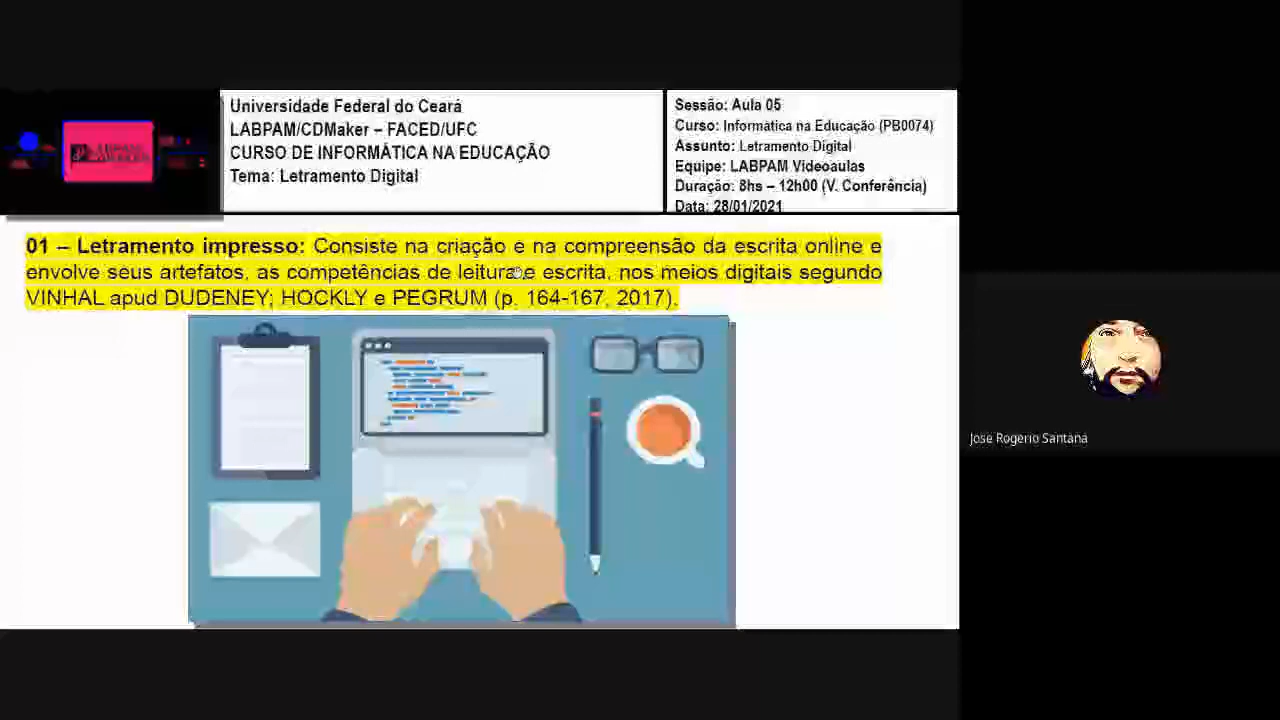 Universidade Federal do Ceará
LABPAM/CDMaker – FACED/UFC
CURSO DE INFORMÁTICA NA EDUCAÇÃO
Tema: Letramento Digital
Sessão: Aula 05
Curso: Informática na Educação (PB0074)
Assunto: Letramento Digital
Equipe: LABPAM Videoaulas
Duração: 8hs – 12h00 (V. Conferência)
Data: 28/01/2021
01 – Letramento impresso: Consiste na criação e na compreensão da escrita online e
envolve seus artefatos, as competências de leitura e escrita, nos meios digitais segundo
VINHAL apud DUDENEY; HOCKLY e PEGRUM (p. 164-167, 2017).
Jose Rogerio Santana